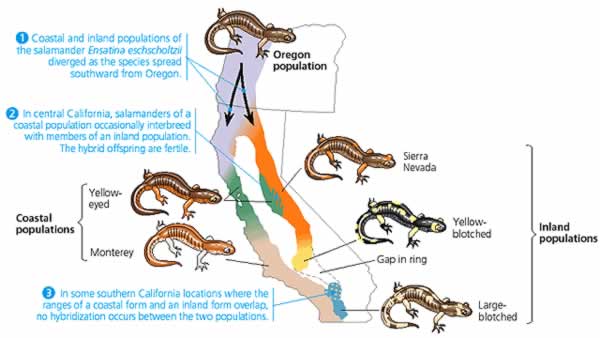 1 Coastal and inland populations of
the salamander Ensatina eschscholtzii
diverged as the species spread
southward from Oregon.
Oregon
population
2 In central California, salamanders of a
coastal population occasionally interbreed
with members of an inland population.
The hybrid offspring are fertile.
Sierra
Nevada
Yellow-
eyed
Coastal
populations
Yellow-
blotched
Inland
populations
Monterey
Gap in ring
3 In some southern California locations where the
ranges of a coastal form and an inland form overlap,
no hybridization occurs between the two populations.
Large-
blotched